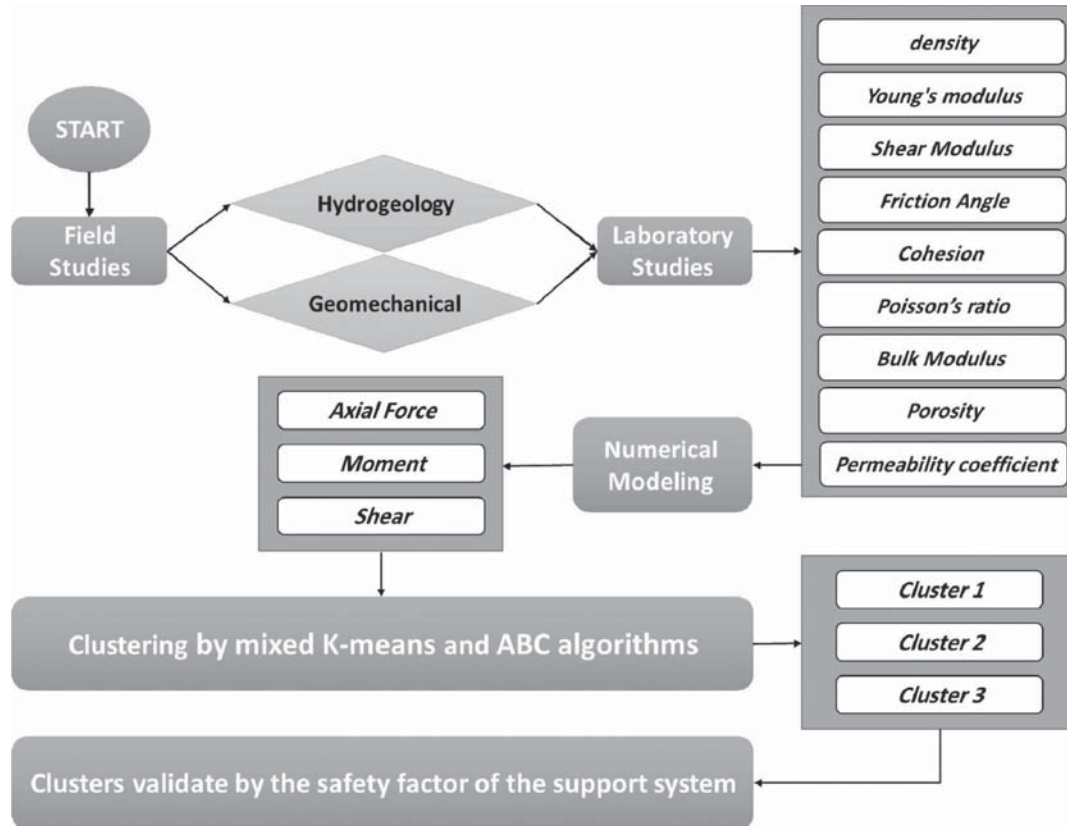 START
Field
Studies
Hydrogeology
Geomechanical
Laboratory
Studies
density
Young's modulus
Shear Modulus
Friction Angle
Cohesion
Poisson’s ratio
Bulk Modulus
Porosity
Permeability coefficient
Numerical
Modeling
Axial Force
Moment
Shear
Clustering by mixed K-means and ABC algorithms
Cluster 1
Cluster 2
Cluster 3
Clusters validate by the safety factor of the support system